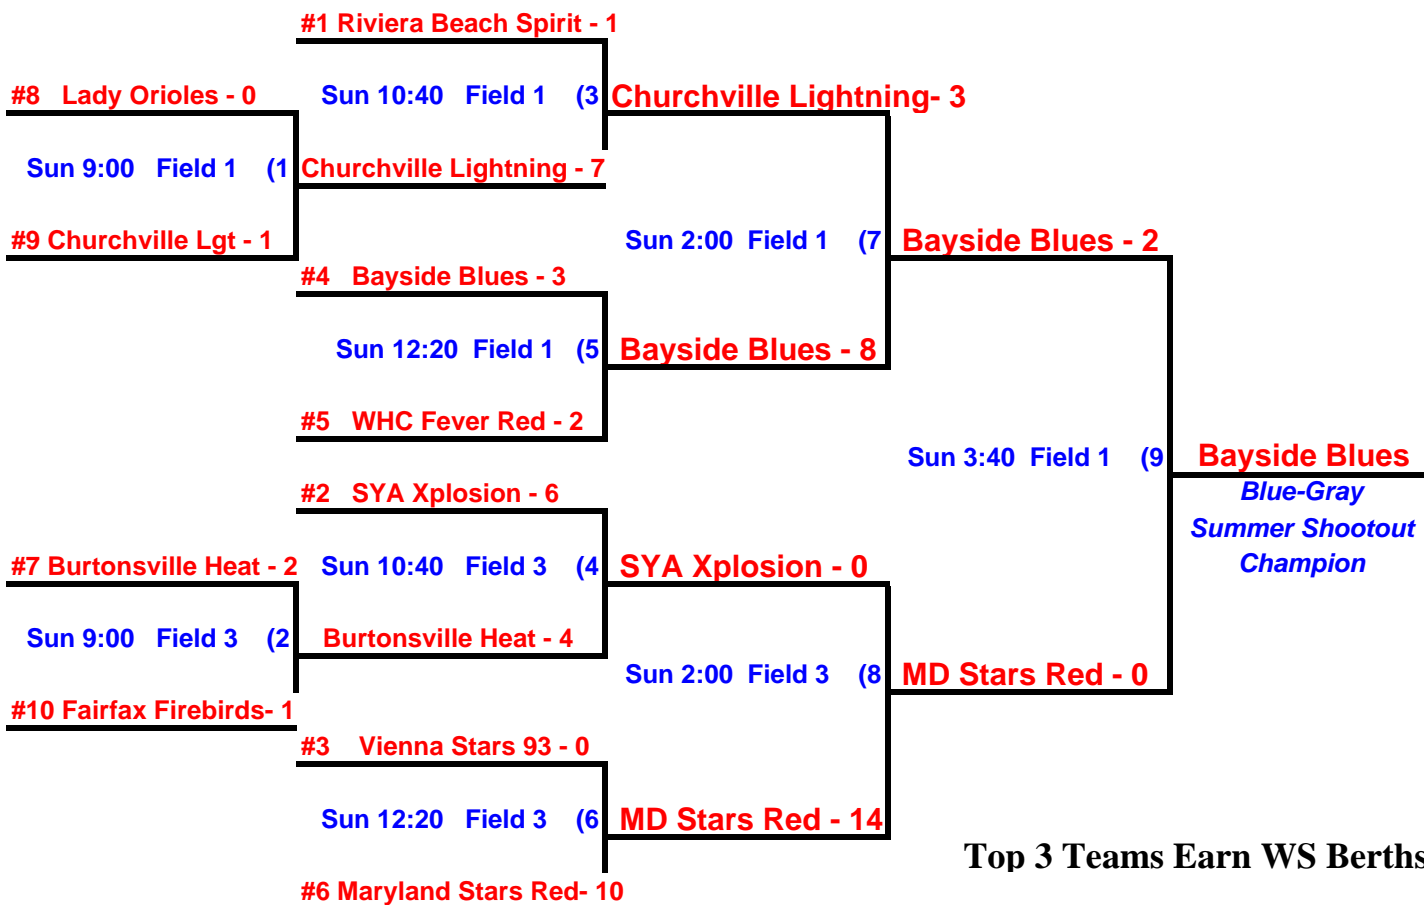 #1 Riviera Beach Spirit - 1
#8 Lady Orioles - 0
Sun 10:40 Field 1 (3
Churchville Lightning- 3
Sun 9:00 Field 1 (1
Churchville Lightning - 7
#9 Churchville Lgt - 1
Sun 2:00 Field 1 (7
Bayside Blues - 2
#4 Bayside Blues - 3
Sun 12:20 Field 1 (5
Bayside Blues - 8
#5 WHC Fever Red - 2
Sun 3:40 Field 1 (9
Bayside Blues
Blue-Gray
Summer Shootout
Champion
#2 SYA Xplosion - 6
#7 Burtonsville Heat - 2
Sun 10:40 Field 3 (4
SYA Xplosion - 0
Sun 9:00 Field 3 (2
Burtonsville Heat - 4
Sun 2:00 Field 3 (8
MD Stars Red - 0
#10 Fairfax Firebirds- 1
#3 Vienna Stars 93 - 0
Sun 12:20 Field 3 (6
MD Stars Red - 14
Top 3 Teams Earn WS Berths
#6 Maryland Stars Red- 10